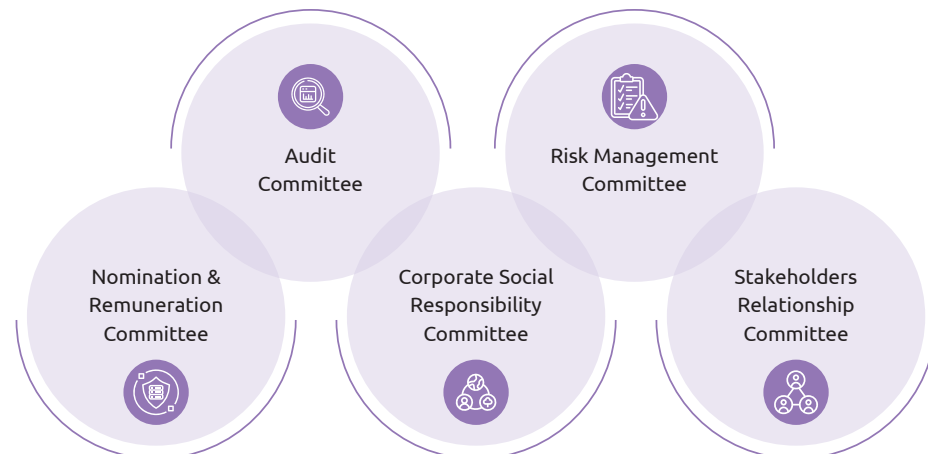 Audit
Committee
Risk Management
Committee
Nomination &
Remuneration
Committee
Corporate Social
Responsibility
Committee
Stakeholders
Relationship
Committee